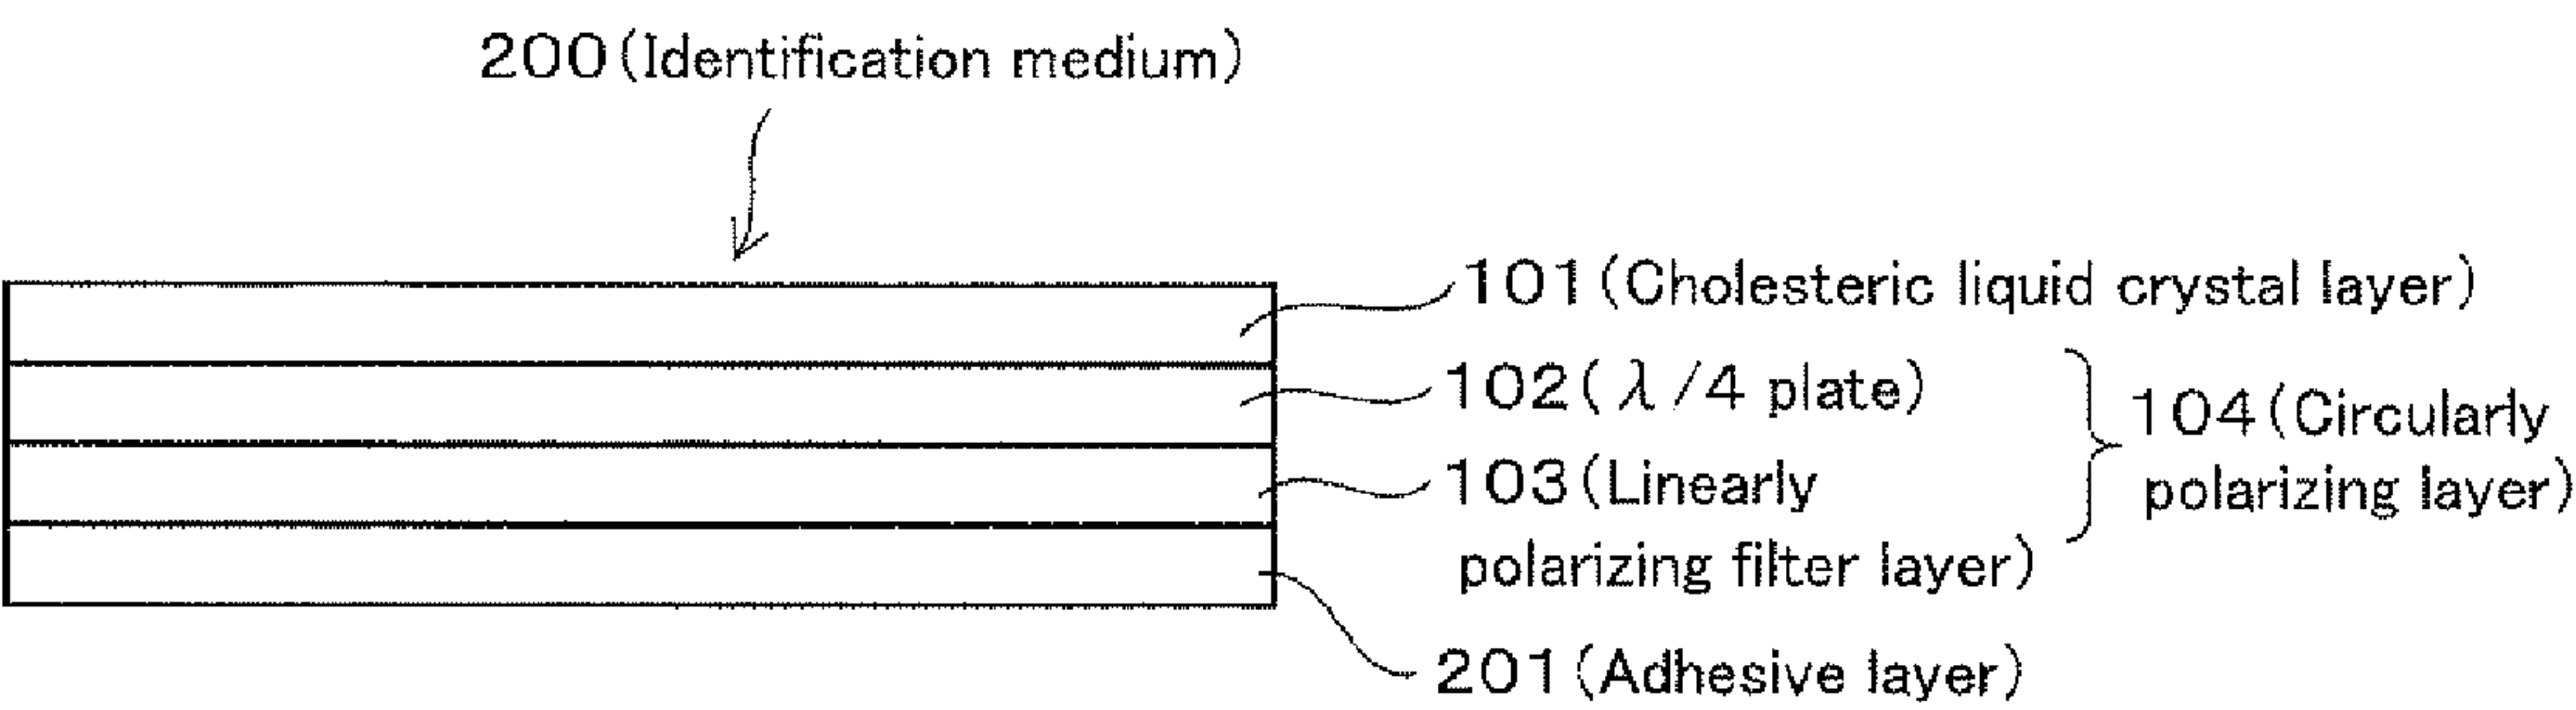 200(Identification medium)
101(Cholesteric liquid crystal layer)
102(λ/4 plate)
103(Linearly
polarizing filter layer)
104(Circularly
polarizing layer)
201(Adhesive layer)